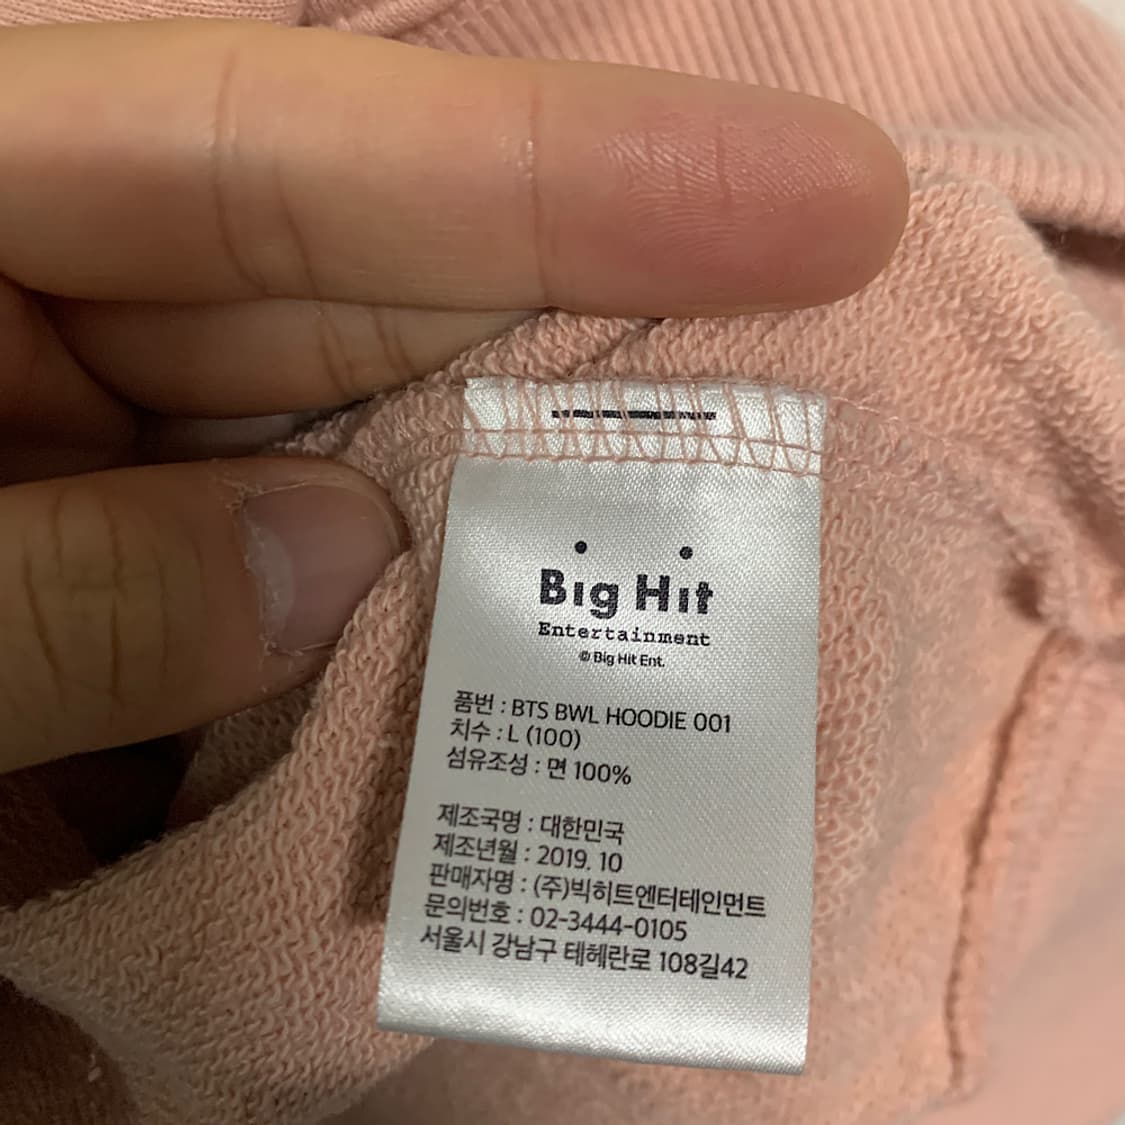 Big Hit
Entertainment
© Big Hit Ent.
품번 : BTS BWL HOODIE 001
치수 : L (100)
섬유조성 : 면 100%
제조국명 : 대한민국
제조년월 : 2019. 10
판매자명 : (주)빅히트엔터테인먼트
문의번호 : 02-3444-0105
서울시 강남구 테헤란로 108길42